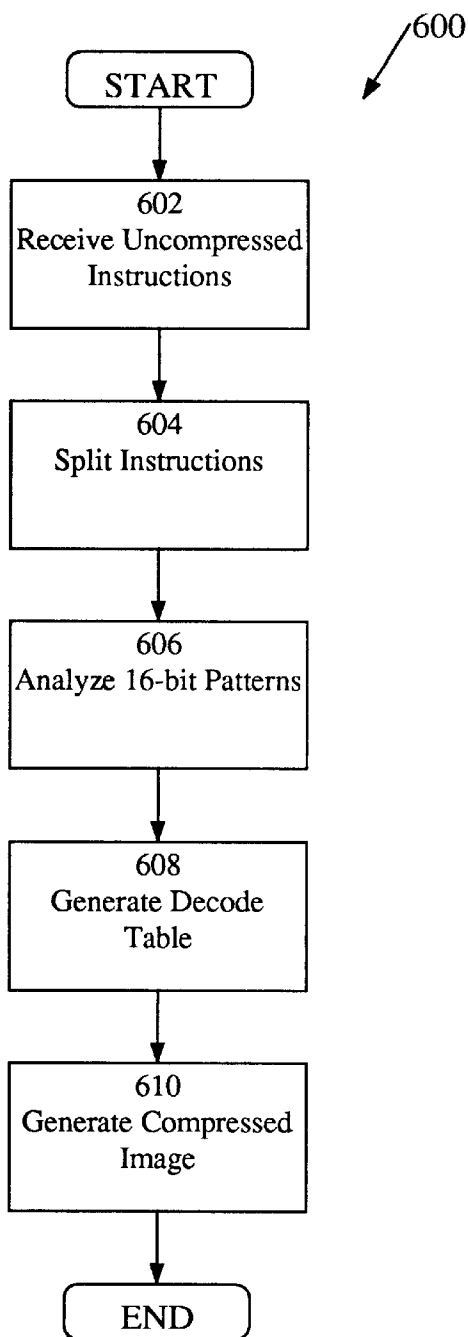 600
START
602
Receive Uncompressed
Instructions
604
Split Instructions
606
Analyze 16-bit Patterns
608
Generate Decode
Table
610
Generate Compressed
Image
END